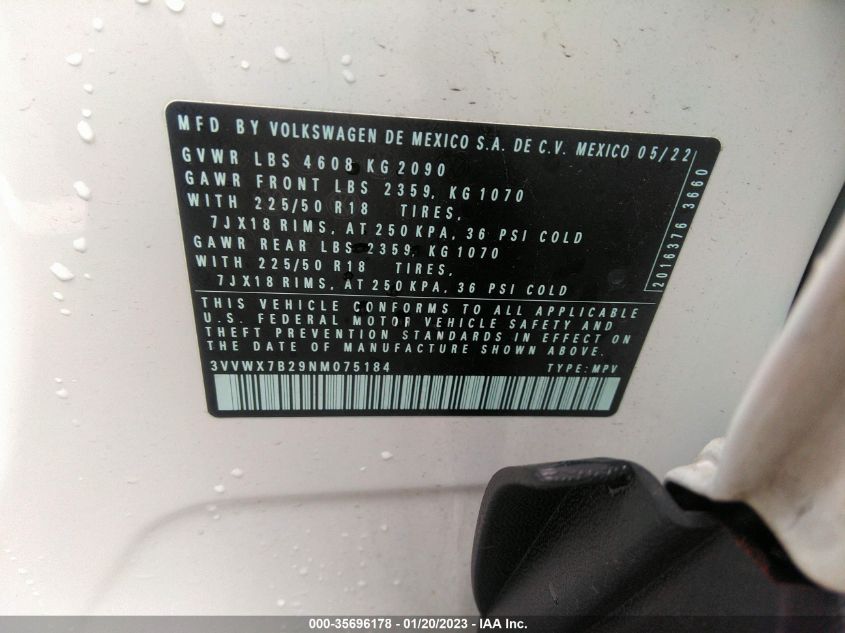 MFD BY VOLKSWAGEN DE MEXICO S.A. DE C.V. MEXICO 05/22
GVWR LBS 4608 KG 2090
GAWR FRONT LBS 2359, KG 1070
WITH 225/50 R18 TIRES,
7JX18 RIMS, AT 250 KPA, 36 PSI COLD
GAWR REAR LBS 2359, KG 1070
WITH 225/50 R18 TIRES,
7JX18 RIMS, AT 250 KPA, 36 PSI COLD
2016376 3660
THIS VEHICLE CONFORMS TO ALL APPLICABLE
U.S. FEDERAL MOTOR VEHICLE SAFETY AND
THEFT PREVENTION STANDARDS IN EFFECT ON
THE DATE OF MANUFACTURE SHOWN ABOVE.
3VVWX7B29NM075184 TYPE: MPV
000-35696178 / 01/20/2023 - IAA Inc.